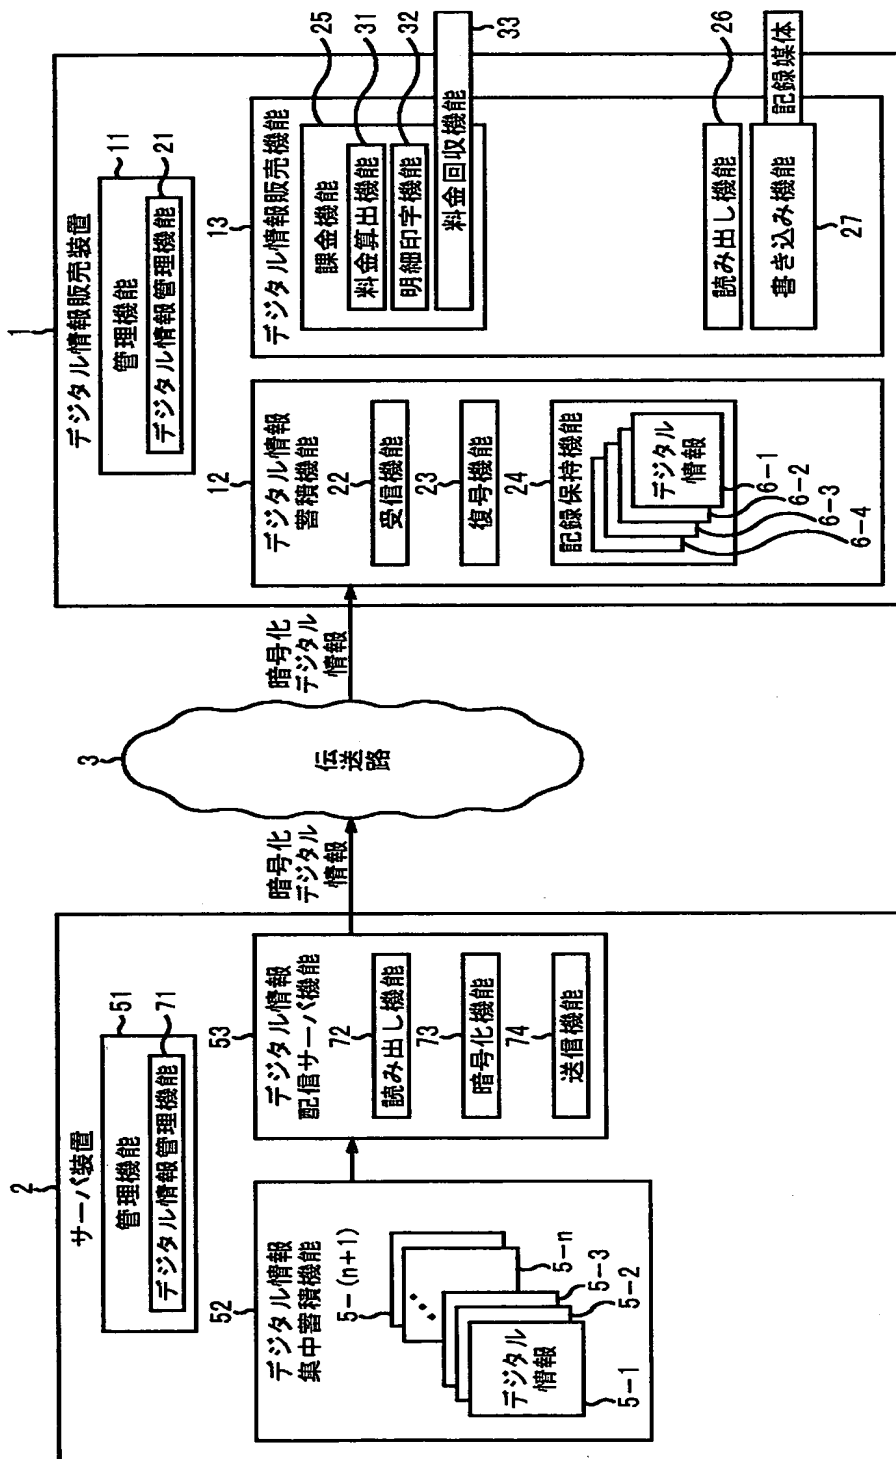 2
サーバ装置
51
管理機能
71
デジタル情報管理機能
52
デジタル情報
集中蓄積機能
5-(n+1)
5-n
5-3
5-2
デジタル
情報
5-1
53
デジタル情報
配信サーバ機能
72
読み出し機能
73
暗号化機能
74
送信機能
暗号化
デジタル
情報
3
伝送路
暗号化
デジタル
情報
1
デジタル情報販売装置
11
管理機能
21
デジタル情報管理機能
12
デジタル情報
蓄積機能
22
受信機能
23
復号機能
24
記録保持機能
デジタル
情報
6-1
6-2
6-3
6-4
13
デジタル情報販売機能
25
課金機能
31
料金算出機能
32
明細印字機能
33
料金回収機能
26
読み出し機能
書き込み機能
記録媒体
27